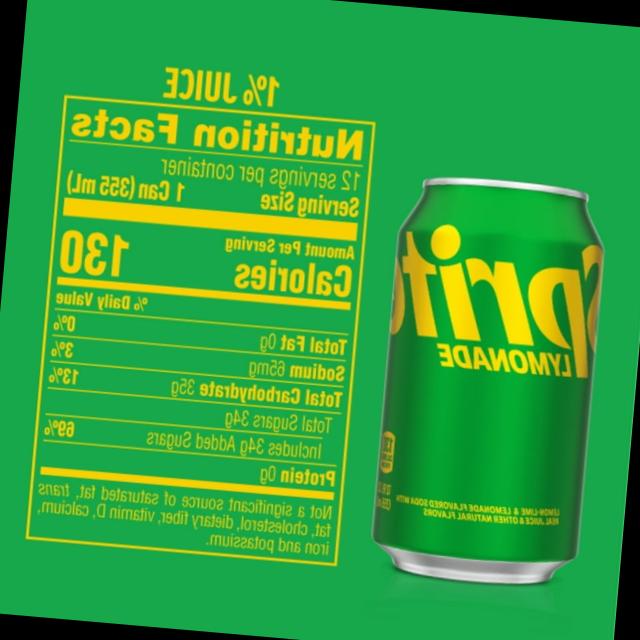 1% JUICE
Nutrition Facts
12 servings per container
Serving Size 1 Can (355 mL)
Amount Per Serving
Calories 130
% Daily Value
Total Fat 0g 0%
Sodium 65mg 3%
Total Carbohydrate 35g 13%
Total Sugars 34g
Includes 34g Added Sugars 69%
Protein 0g
Not a significant source of saturated fat, trans
fat, cholesterol, dietary fiber, vitamin D, calcium,
iron and potassium.
Sprite
LYMONADE
LEMON-LIME & LEMONADE FLAVORED SODA WITH
REAL JUICE & OTHER NATURAL FLAVORS